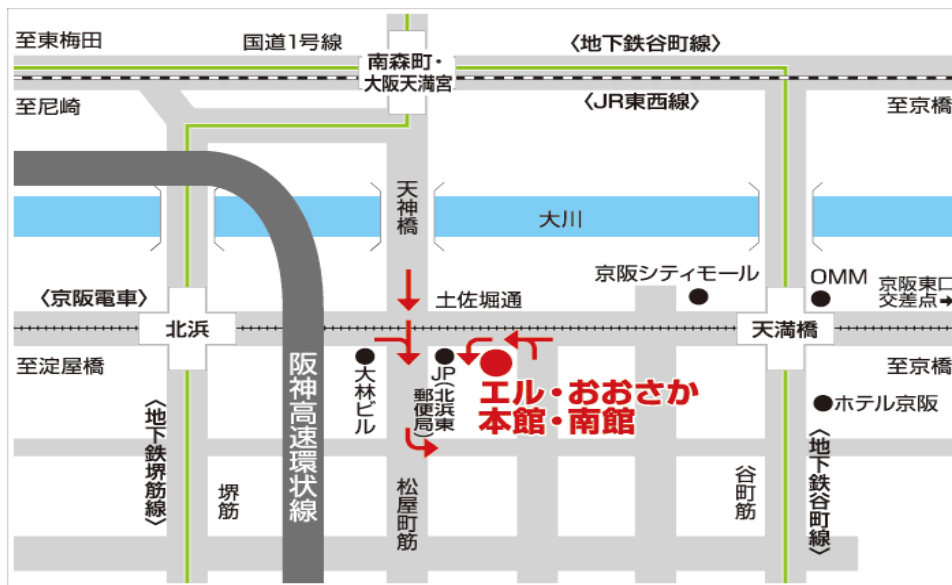 至東梅田
国道1号線
〈地下鉄谷町線〉
南森町・
大阪天満宮
〈JR東西線〉
至尼崎
至京橋
天神橋
大川
京阪シティモール
OMM
京阪東口
交差点➔
〈京阪電車〉
土佐堀通
北浜
天満橋
至淀屋橋
至京橋
大林ビル
JP(北浜東
郵便局)
エル・おおさか
本館・南館
ホテル京阪
阪神高速環状線
〈地下鉄堺筋線〉
堺筋
松屋町筋
谷町筋
〈地下鉄谷町線〉